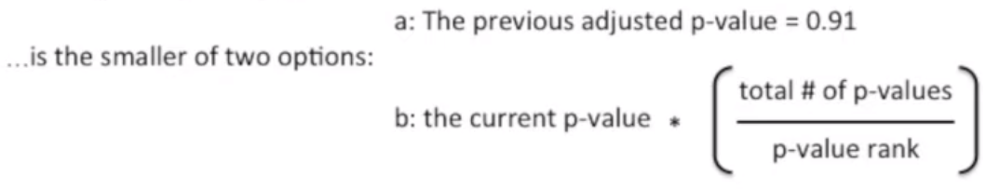 a: The previous adjusted p-value = 0.91
...is the smaller of two options:
b: the current p-value * (total # of p-values
p-value rank)